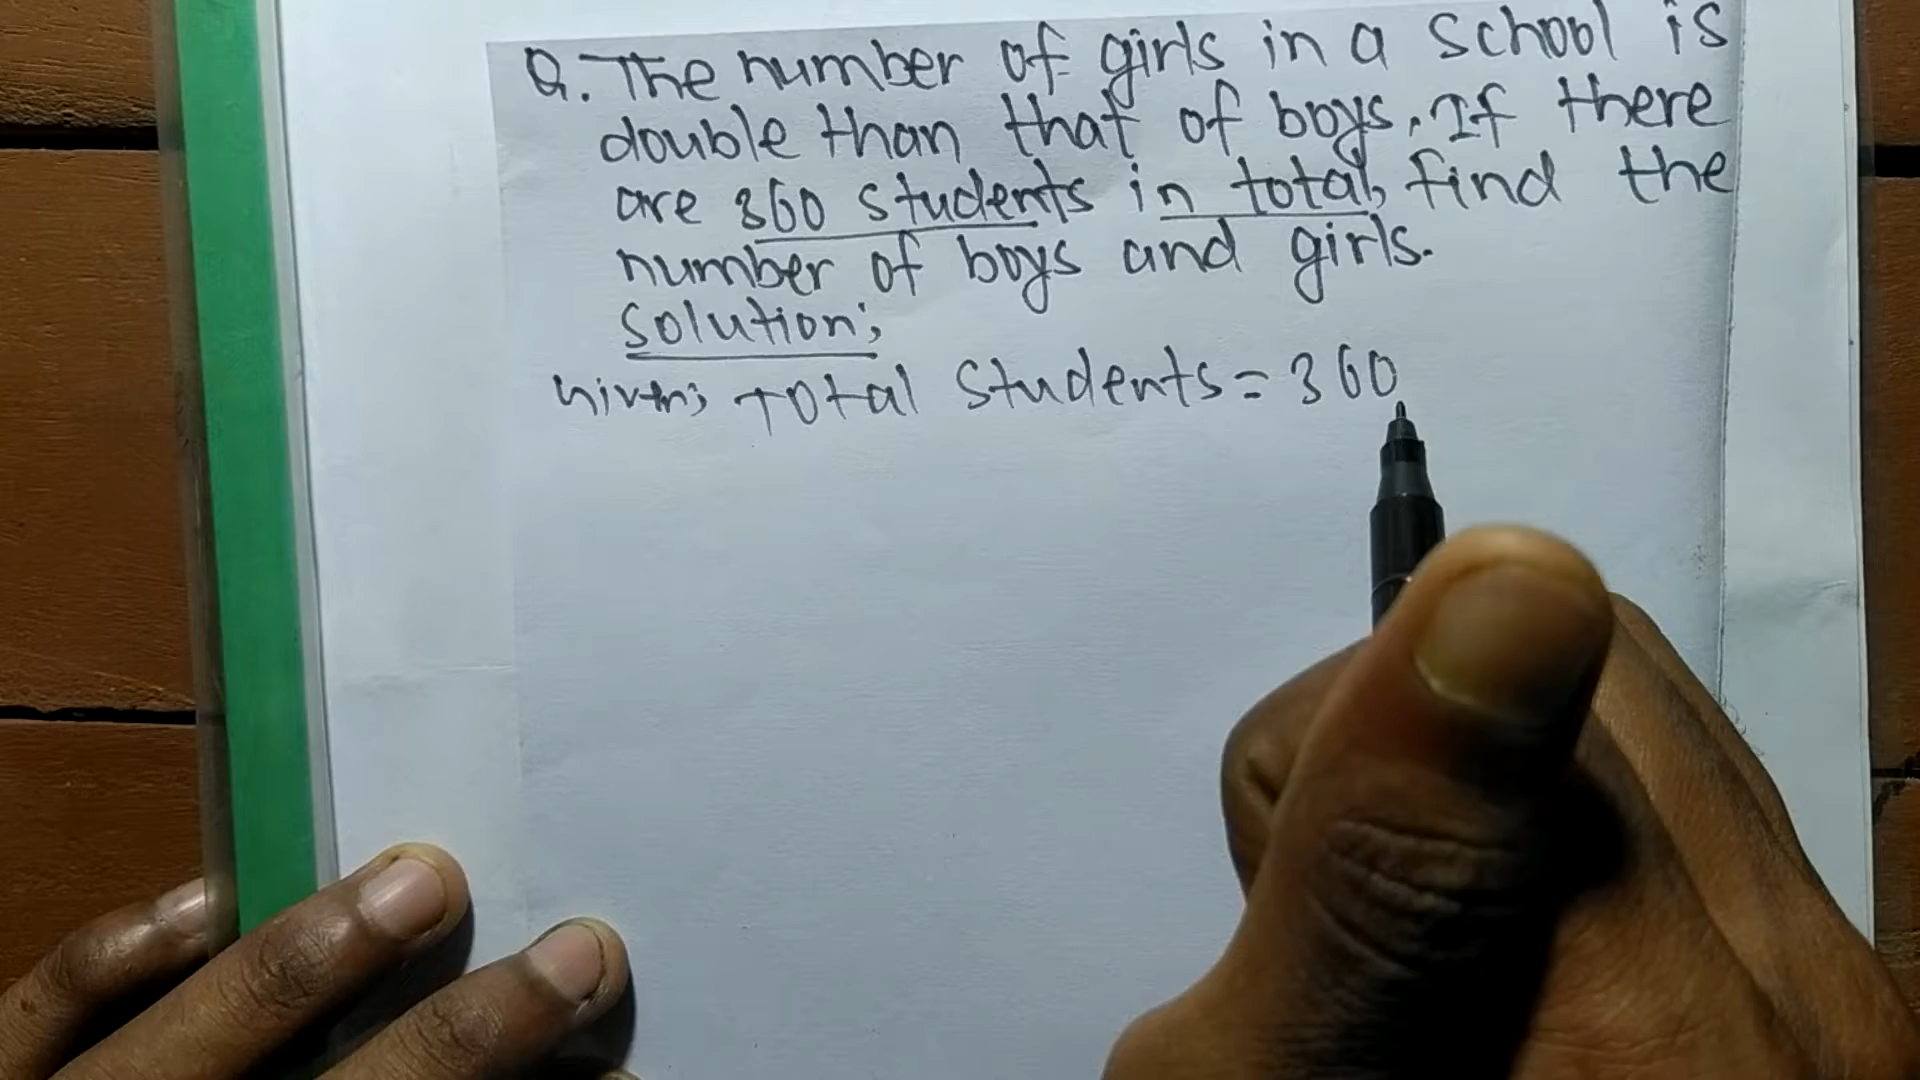 Q. The number of girls in a school is
double than that of boys. If there
are 360 students in total, find the
number of boys and girls.
Solution;
Given; Total students = 360